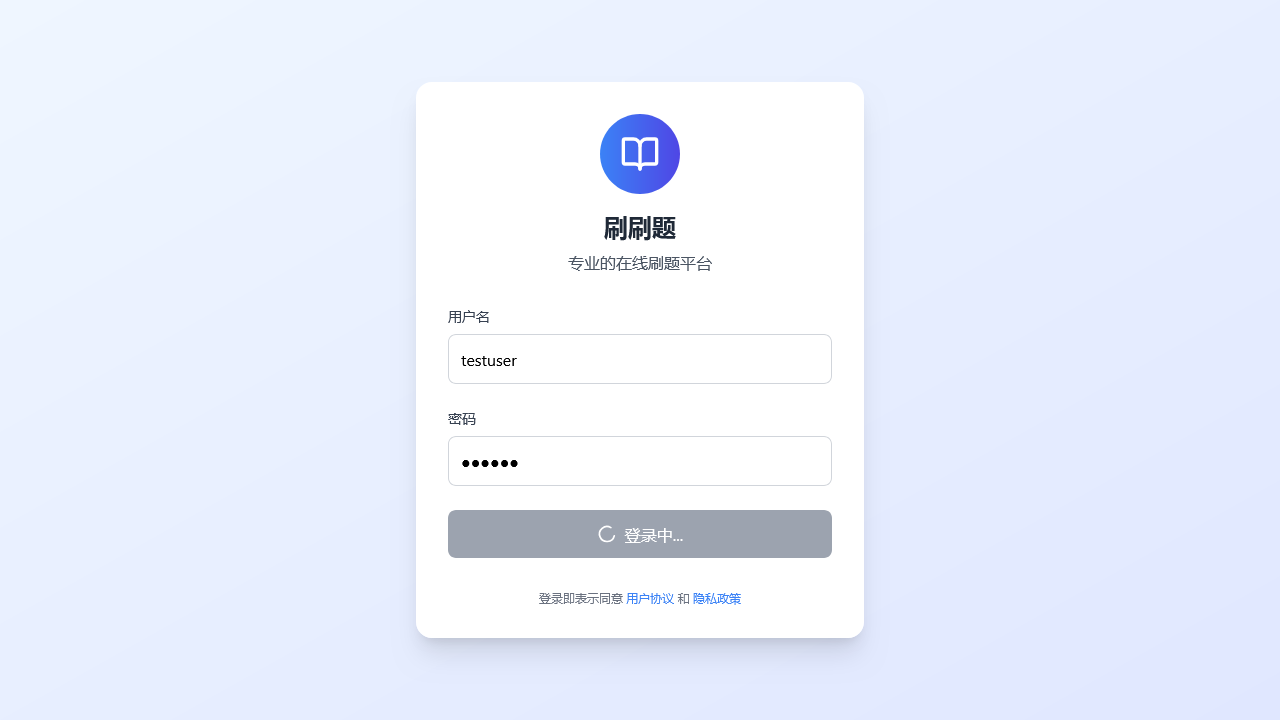 刷刷题
专业的在线刷题平台
用户名
testuser
密码
●●●●●●
登录中...
登录即表示同意 用户协议 和 隐私政策